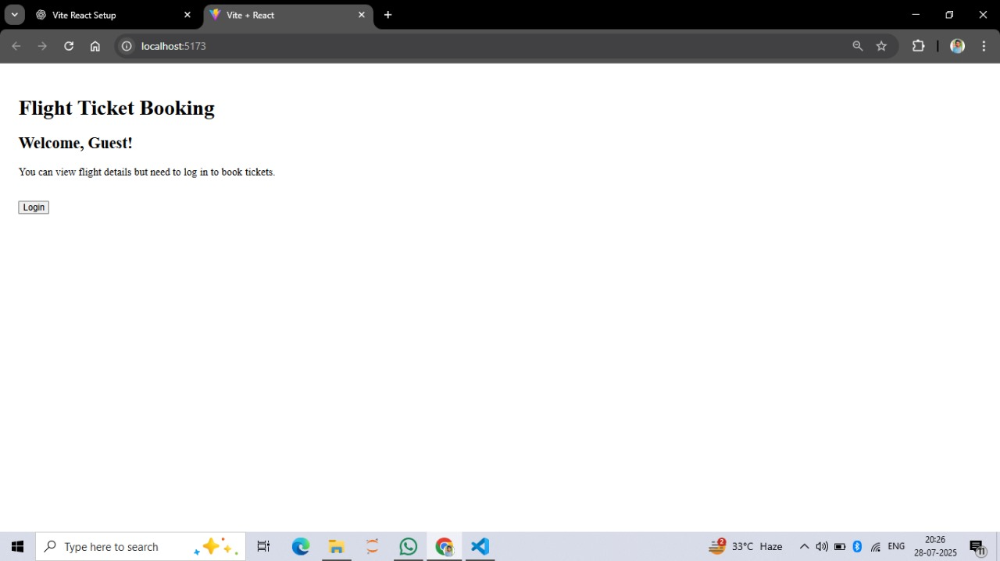 Vite React Setup
Vite + React
localhost:5173
Flight Ticket Booking
Welcome, Guest!
You can view flight details but need to log in to book tickets.
Login
Type here to search
2
33°C Haze
ENG
20:26
28-07-2025
11